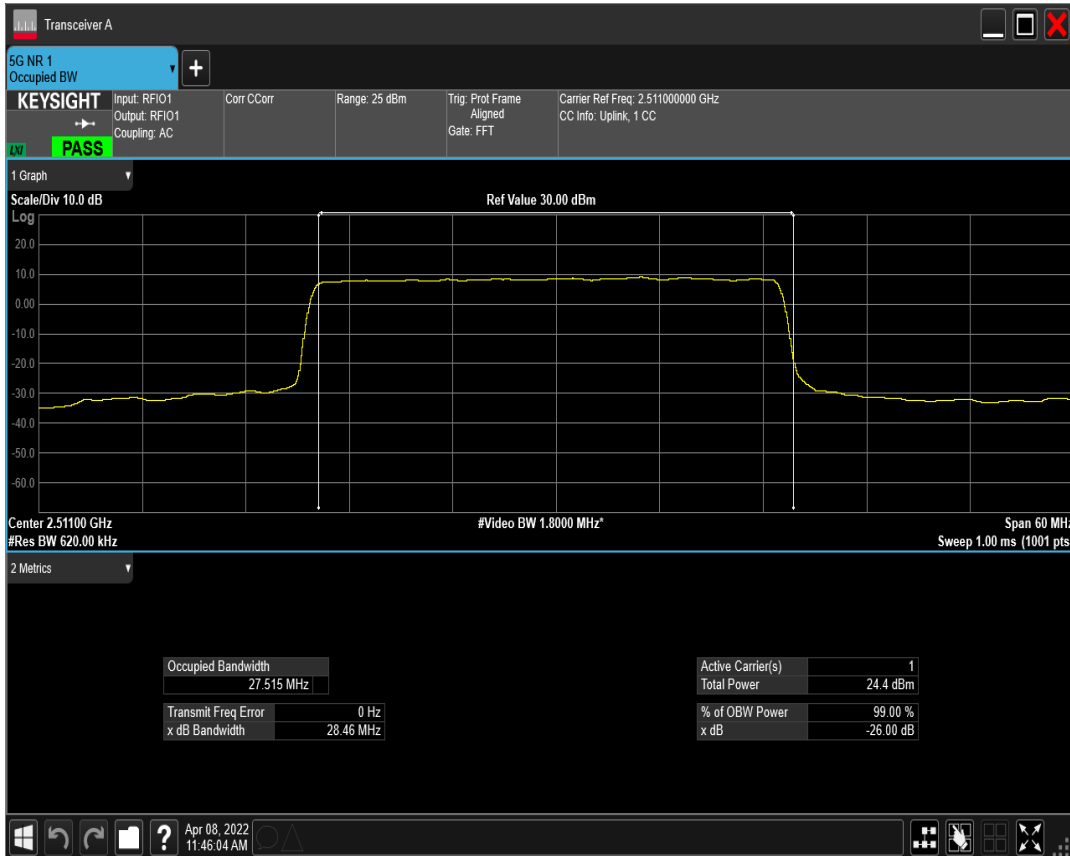 Transceiver A
5G NR 1
Occupied BW
KEYSIGHT
LXI
PASS
Input: RFIO1
Output: RFIO1
Coupling: AC
Corr CCorr
Range: 25 dBm
Trig: Prot Frame
Aligned
Gate: FFT
Carrier Ref Freq: 2.511000000 GHz
CC Info: Uplink, 1 CC
1 Graph
Scale/Div 10.0 dB
Ref Value 30.00 dBm
Log
20.0
10.0
0.00
-10.0
-20.0
-30.0
-40.0
-50.0
-60.0
Center 2.51100 GHz
#Video BW 1.8000 MHz*
Span 60 MHz
#Res BW 620.00 kHz
Sweep 1.00 ms (1001 pts
2 Metrics
Occupied Bandwidth
27.515 MHz
Transmit Freq Error 0 Hz
x dB Bandwidth 28.46 MHz
Active Carrier(s) 1
Total Power 24.4 dBm
% of OBW Power 99.00 %
x dB -26.00 dB
?
Apr 08, 2022
11:46:04 AM